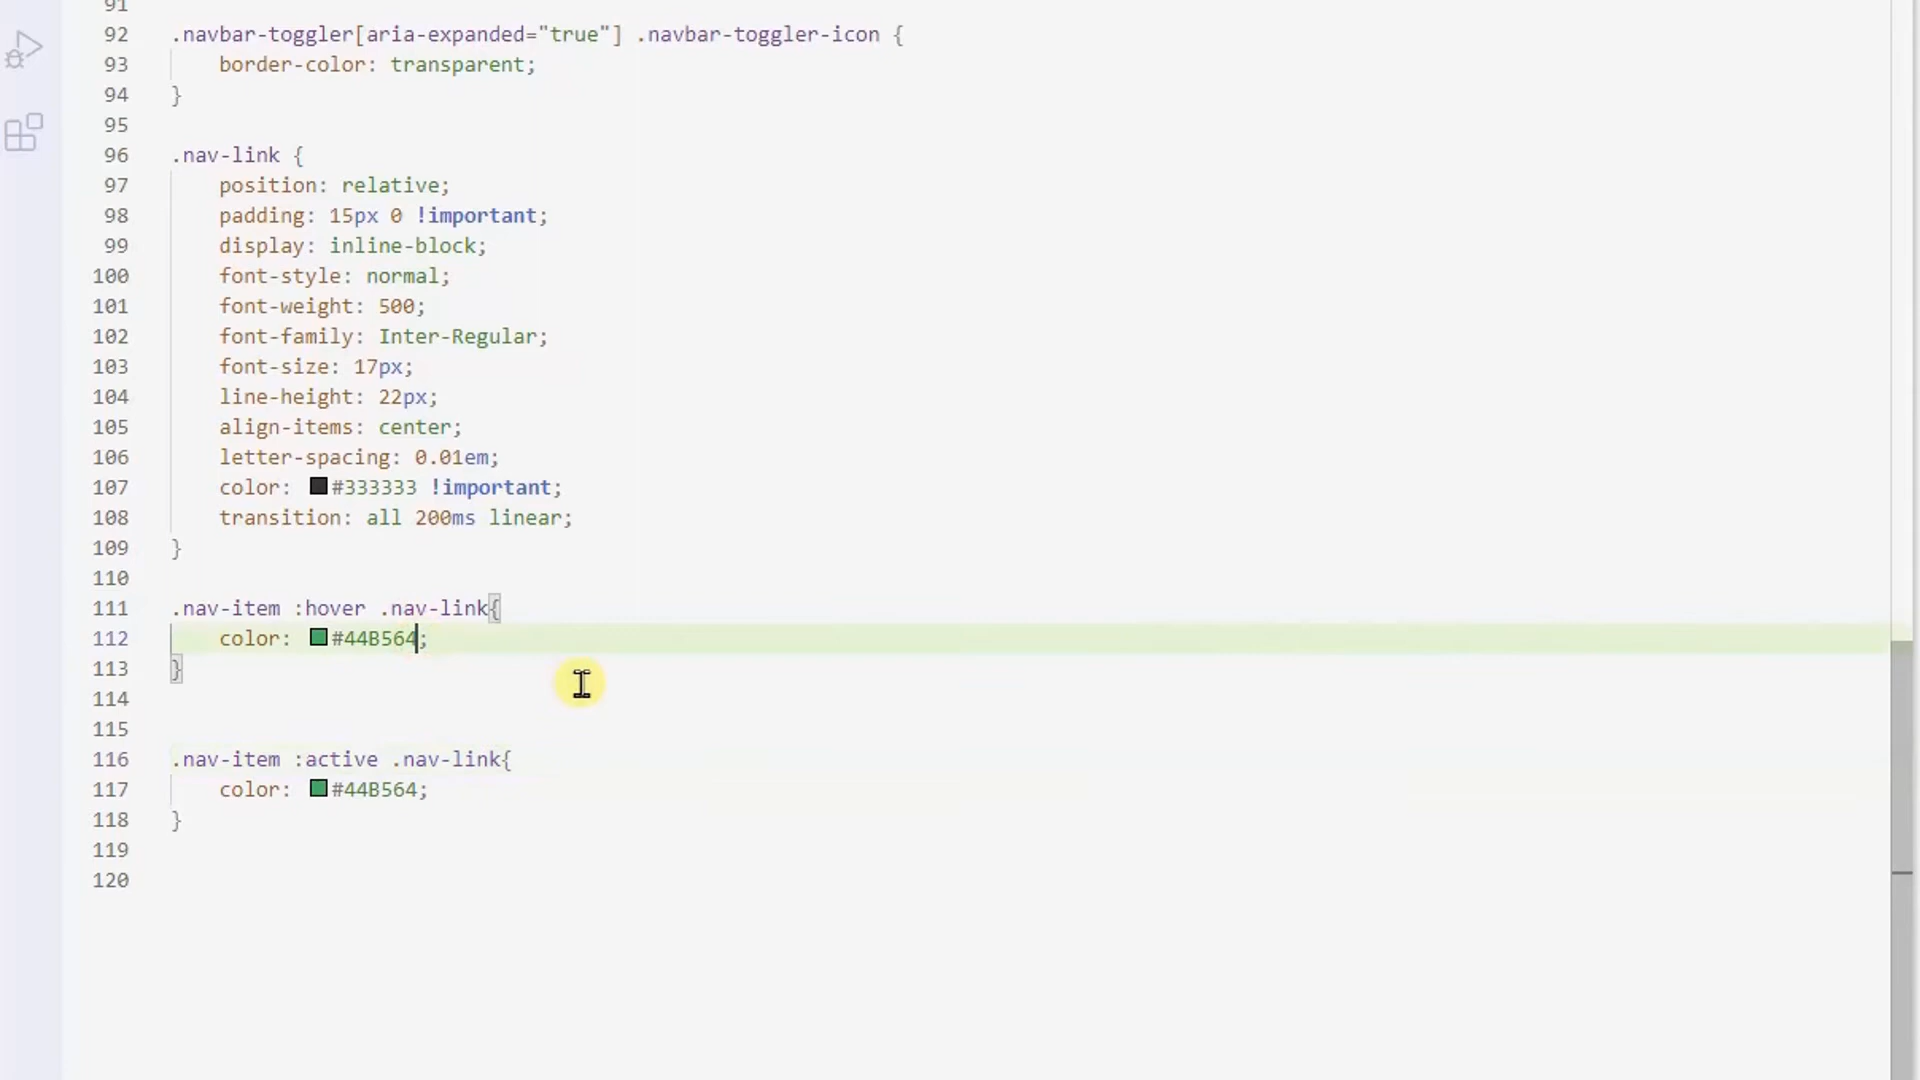 91
92 .navbar-toggler[aria-expanded="true"] .navbar-toggler-icon {
93     border-color: transparent;
94 }
95
96 .nav-link {
97     position: relative;
98     padding: 15px 0 !important;
99     display: inline-block;
100     font-style: normal;
101     font-weight: 500;
102     font-family: Inter-Regular;
103     font-size: 17px;
104     line-height: 22px;
105     align-items: center;
106     letter-spacing: 0.01em;
107     color: #333333 !important;
108     transition: all 200ms linear;
109 }
110
111 .nav-item :hover .nav-link{
112     color: #44B564;
113 }
114
115
116 .nav-item :active .nav-link{
117     color: #44B564;
118 }
119
120